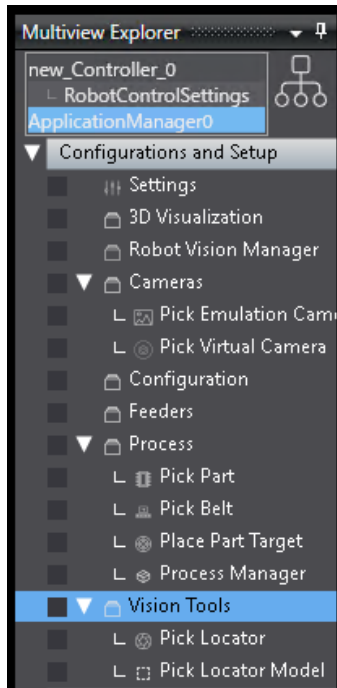 Multiview Explorer
new_Controller_0
RobotControlSettings
ApplicationManager0
Configurations and Setup
Settings
3D Visualization
Robot Vision Manager
Cameras
Pick Emulation Cam
Pick Virtual Camera
Configuration
Feeders
Process
Pick Part
Pick Belt
Place Part Target
Process Manager
Vision Tools
Pick Locator
Pick Locator Model